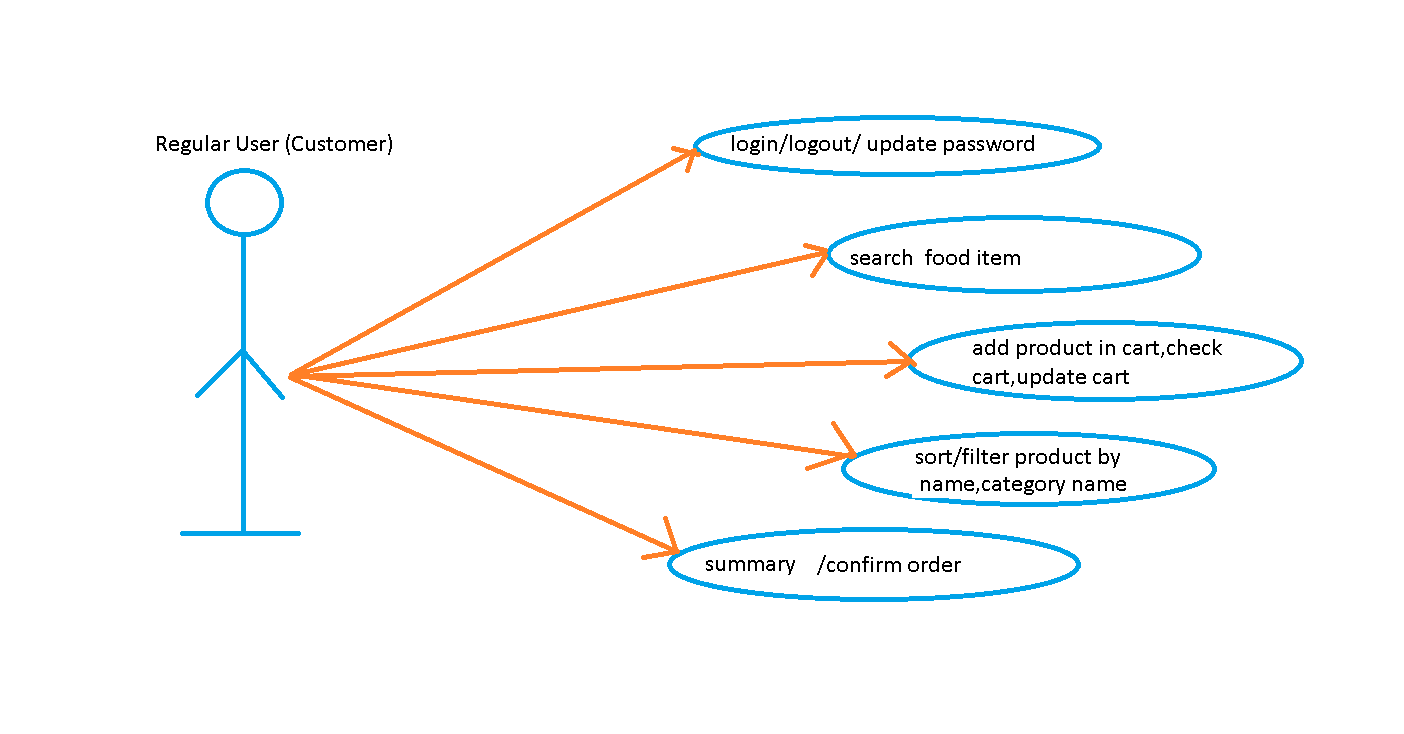 Regular User (Customer)
login/logout/ update password
search  food item
add product in cart,check
cart,update cart
sort/filter product by
name,category name
summary    /confirm order